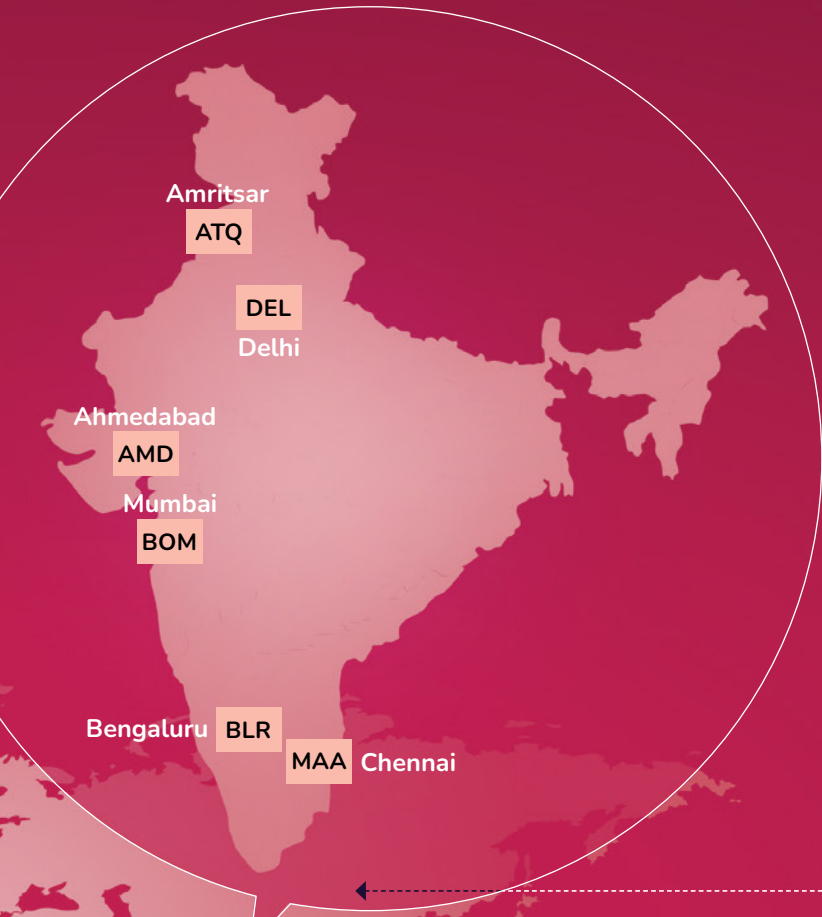 Amritsar
ATQ
DEL
Delhi
Ahmedabad
AMD
Mumbai
BOM
Bengaluru BLR
MAA Chennai